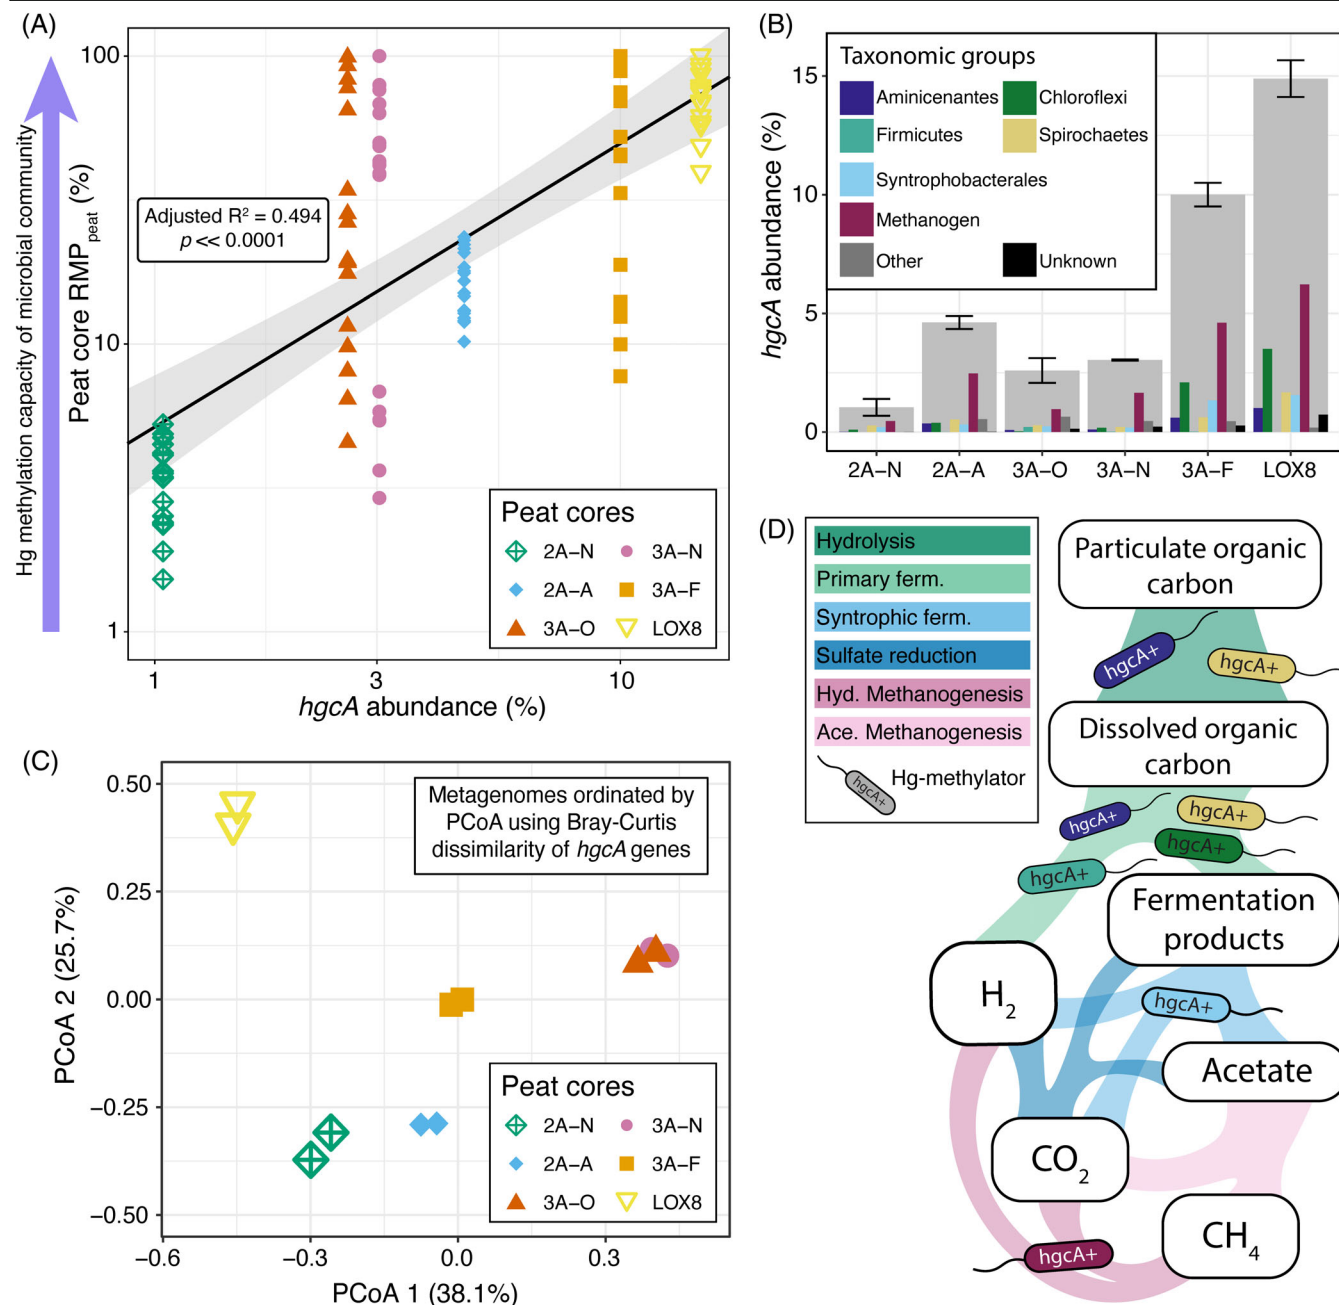 (A)
Hg methylation capacity of microbial community
Peat core RMPpeat (%)
100
10
1
Adjusted R² = 0.494
p << 0.0001
Peat cores
2A−N
3A−N
2A−A
3A−F
3A−O
LOX8
1
3
10
hgcA abundance (%)
(B)
hgcA abundance (%)
15
10
5
0
Taxonomic groups
Aminicenantes
Chloroflexi
Firmicutes
Spirochaetes
Syntrophobacterales
Methanogen
Other
Unknown
2A−N
2A−A
3A−O
3A−N
3A−F
LOX8
(C)
PCoA 2 (25.7%)
0.50
0.25
0.00
−0.25
−0.50
Metagenomes ordinated by
PCoA using Bray-Curtis
dissimilarity of hgcA genes
Peat cores
2A−N
3A−N
2A−A
3A−F
3A−O
LOX8
−0.6
−0.3
0.0
0.3
PCoA 1 (38.1%)
(D)
Hydrolysis
Primary ferm.
Syntrophic ferm.
Sulfate reduction
Hyd. Methanogenesis
Ace. Methanogenesis
hgcA+
Hg-methylator
Particulate organic
carbon
hgcA+
hgcA+
Dissolved organic
carbon
hgcA+
hgcA+
hgcA+
hgcA+
Fermentation
products
H2
hgcA+
Acetate
CO2
CH4
hgcA+